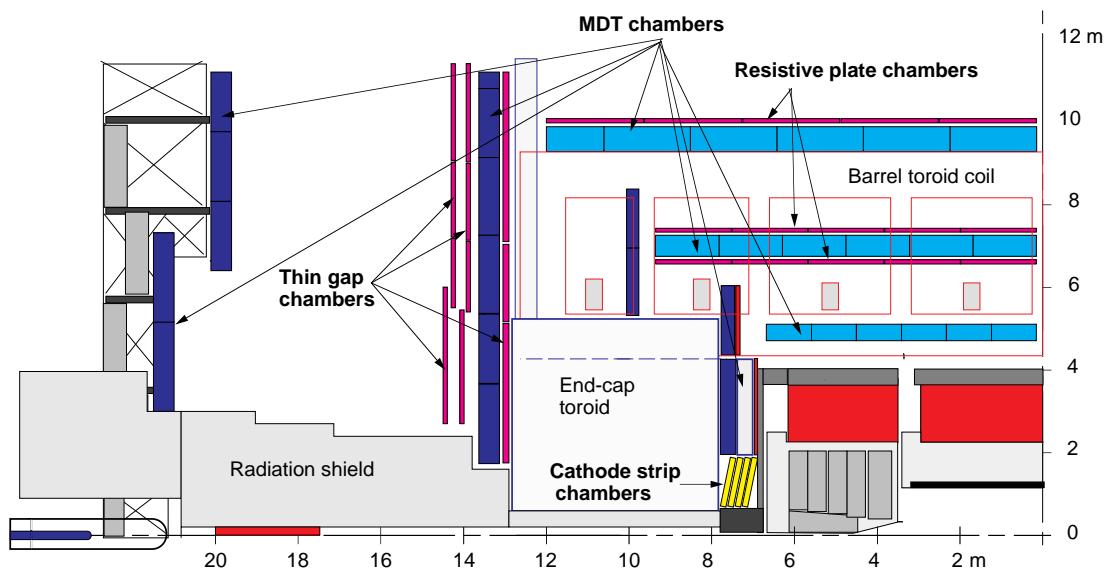 MDT chambers
12 m
Resistive plate chambers
10
Barrel toroid coil
8
Thin gap
chambers
6
4
End-cap
toroid
2
Radiation shield
Cathode strip
chambers
0
20 18 16 14 12 10 8 6 4 2 m